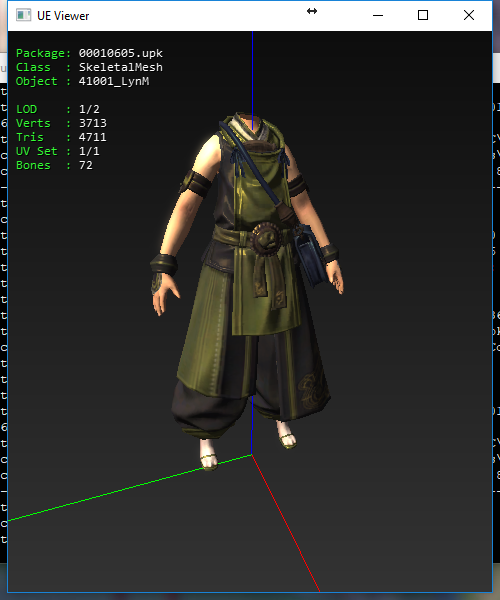 UE Viewer
Package: 00010605.upk
Class : SkeletalMesh
Object : 41001_LynM
LOD : 1/2
Verts : 3713
Tris : 4711
UV Set : 1/1
Bones : 72